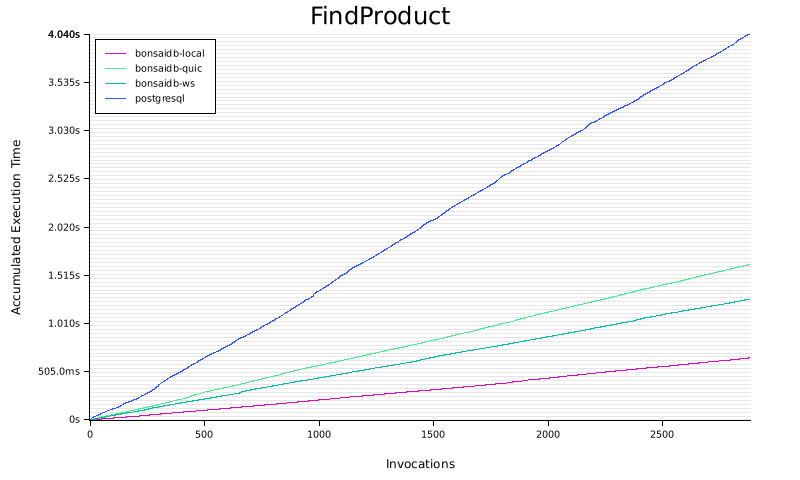 FindProduct
4.040s
bonsaidb-local
bonsaidb-quic
bonsaidb-ws
postgresql
3.535s
3.030s
2.525s
2.020s
1.515s
1.010s
505.0ms
0s
Accumulated Execution Time
0 500 1000 1500 2000 2500
Invocations